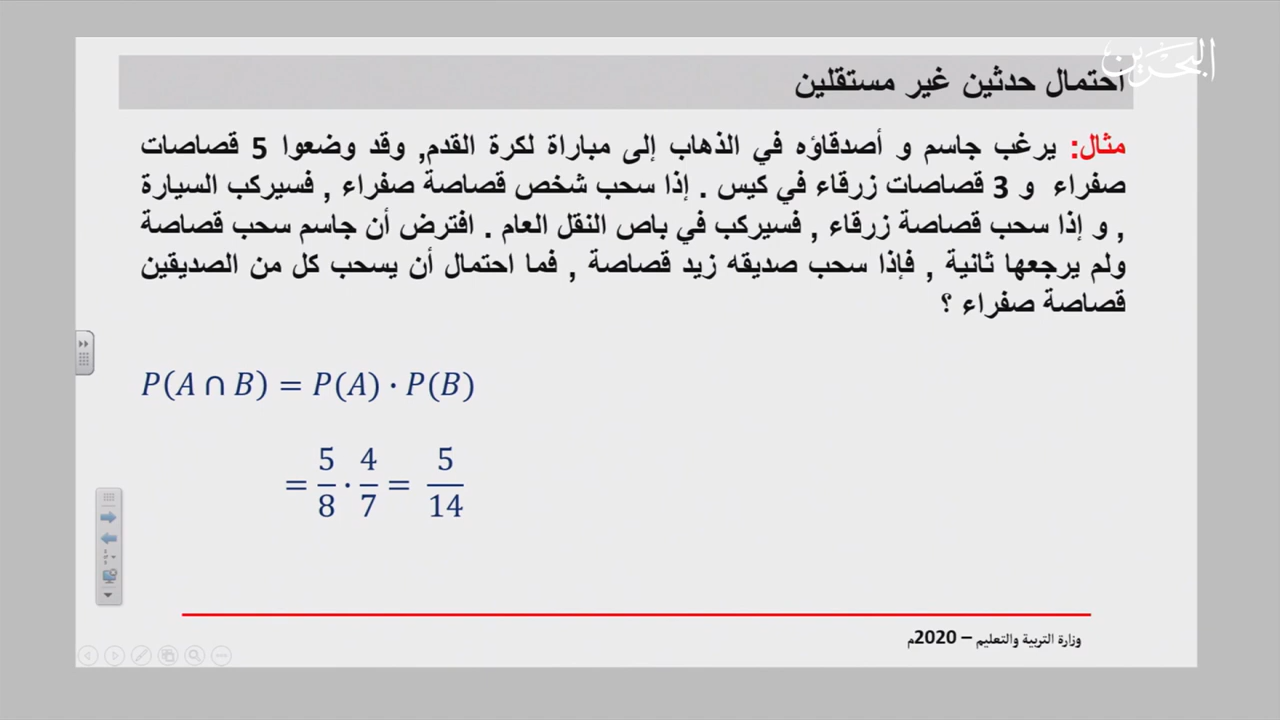 البحرين
احتمال حدثين غير مستقلين
مثال: يرغب جاسم و أصدقاؤه في الذهاب إلى مباراة لكرة القدم, وقد وضعوا 5 قصاصات
صفراء و 3 قصاصات زرقاء في كيس . إذا سحب شخص قصاصة صفراء , فسيركب السيارة
, و إذا سحب قصاصة زرقاء , فسيركب في باص النقل العام . افترض أن جاسم سحب قصاصة
ولم يرجعها ثانية , فإذا سحب صديقه زيد قصاصة , فما احتمال أن يسحب كل من الصديقين
قصاصة صفراء ؟
P(A ∩ B) = P(A) · P(B)
= 5/8 · 4/7 = 5/14
وزارة التربية والتعليم – 2020م